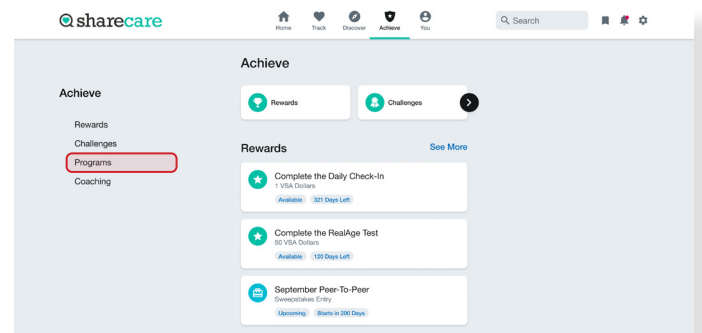 sharecare
Home Track Discover Achieve You
Search
Achieve
Rewards
Challenges
Programs
Coaching
Achieve
Rewards Challenges
Rewards See More
Complete the Daily Check-In
1 VSA Dollars
Available 321 Days Left
Complete the RealAge Test
50 VSA Dollars
Available 120 Days Left
September Peer-To-Peer
Sweepstakes Entry
Upcoming Starts in 290 Days